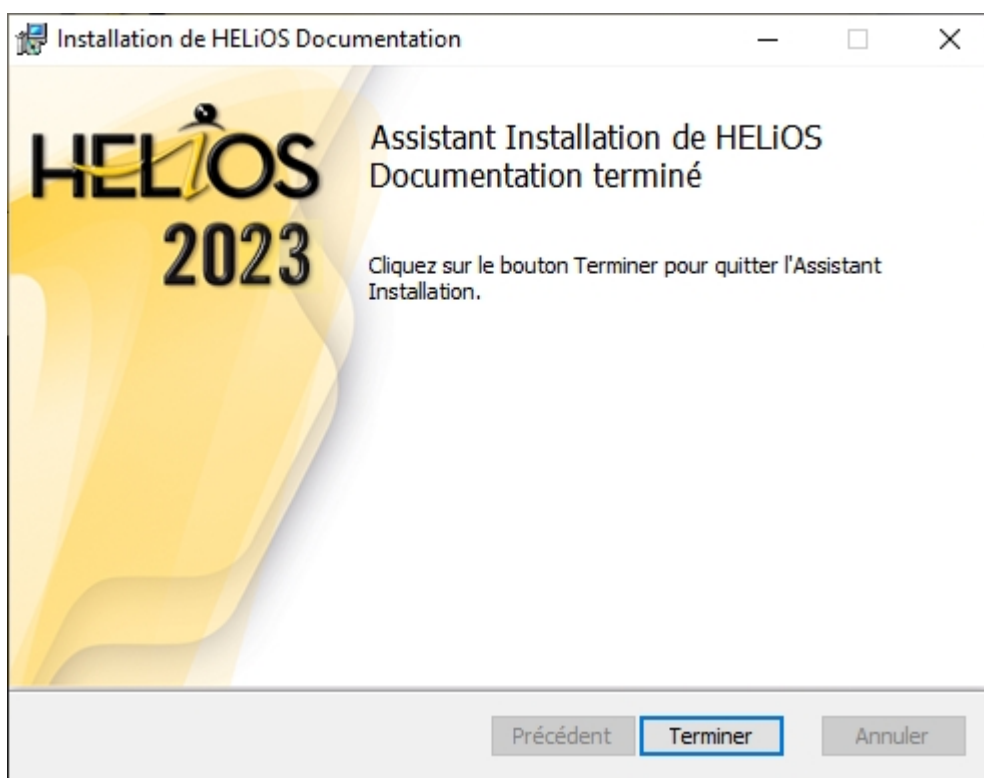 Installation de HELiOS Documentation
HELiOS
2023
Assistant Installation de HELiOS
Documentation terminé
Cliquez sur le bouton Terminer pour quitter l'Assistant
Installation.
Précédent
Terminer
Annuler